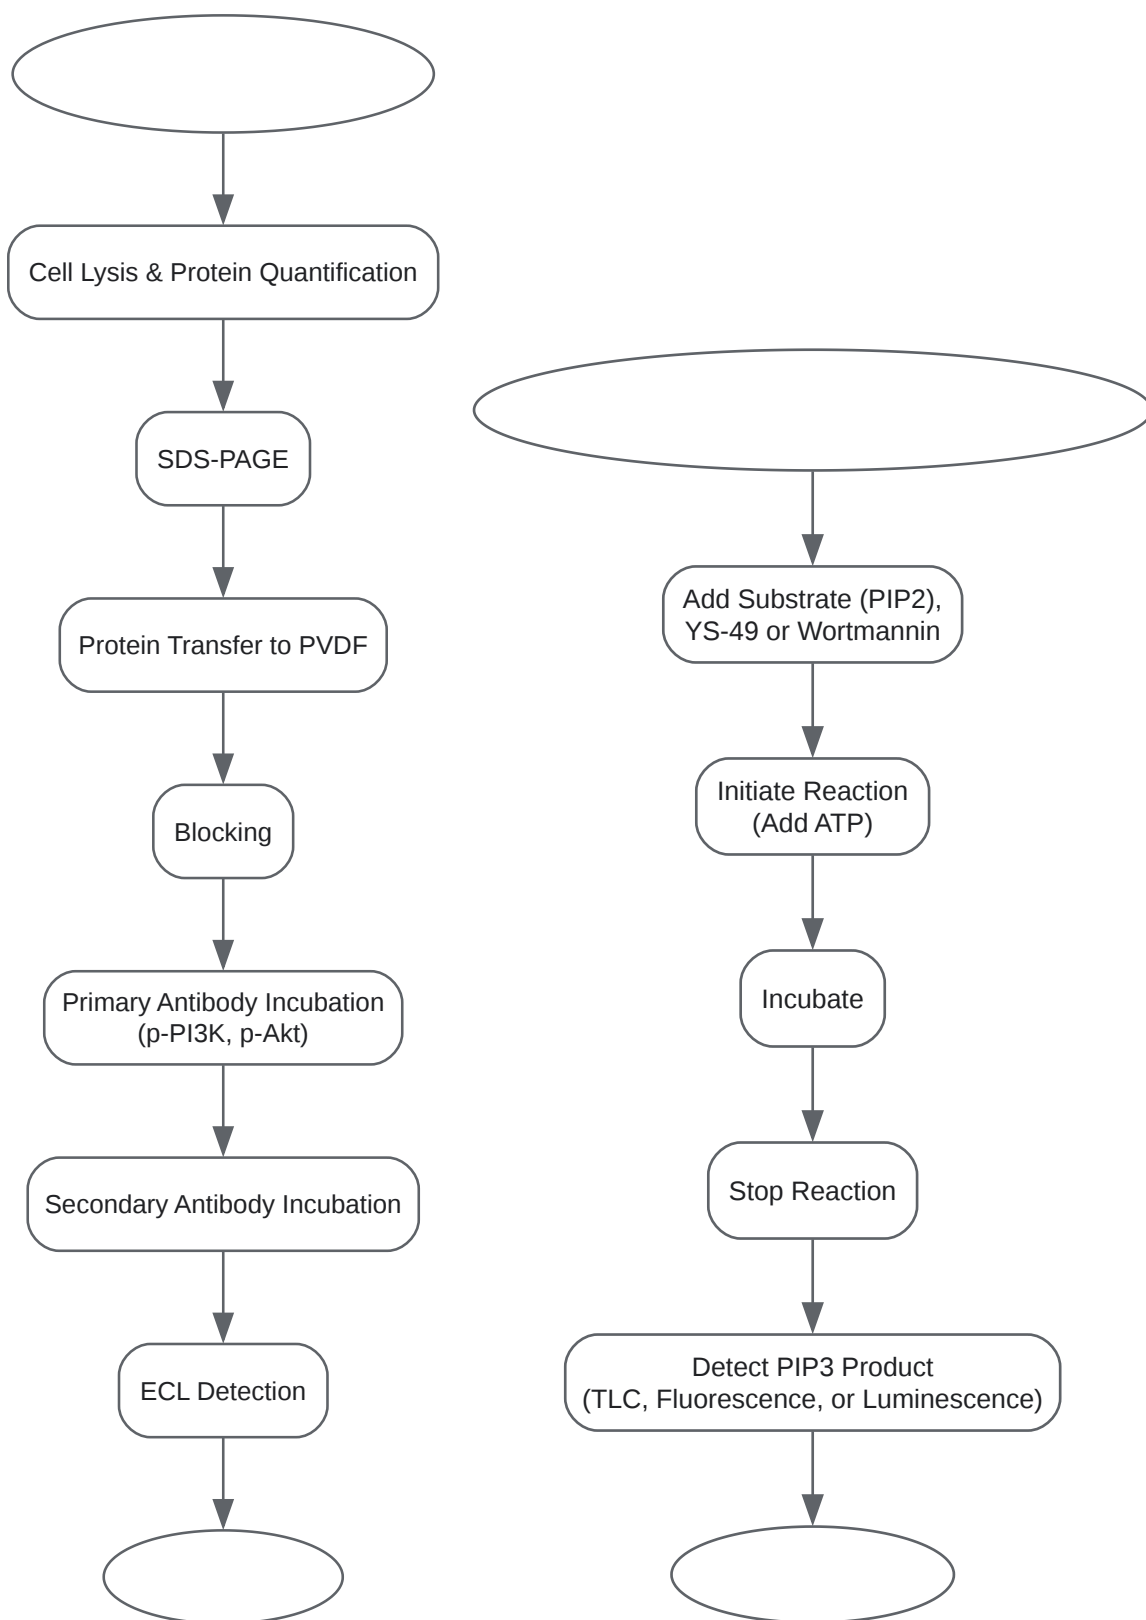 Cell Lysis & Protein Quantification
SDS-PAGE
Protein Transfer to PVDF
Blocking
Primary Antibody Incubation
(p-PI3K, p-Akt)
Secondary Antibody Incubation
ECL Detection
Add Substrate (PIP2),
YS-49 or Wortmannin
Initiate Reaction
(Add ATP)
Incubate
Stop Reaction
Detect PIP3 Product
(TLC, Fluorescence, or Luminescence)